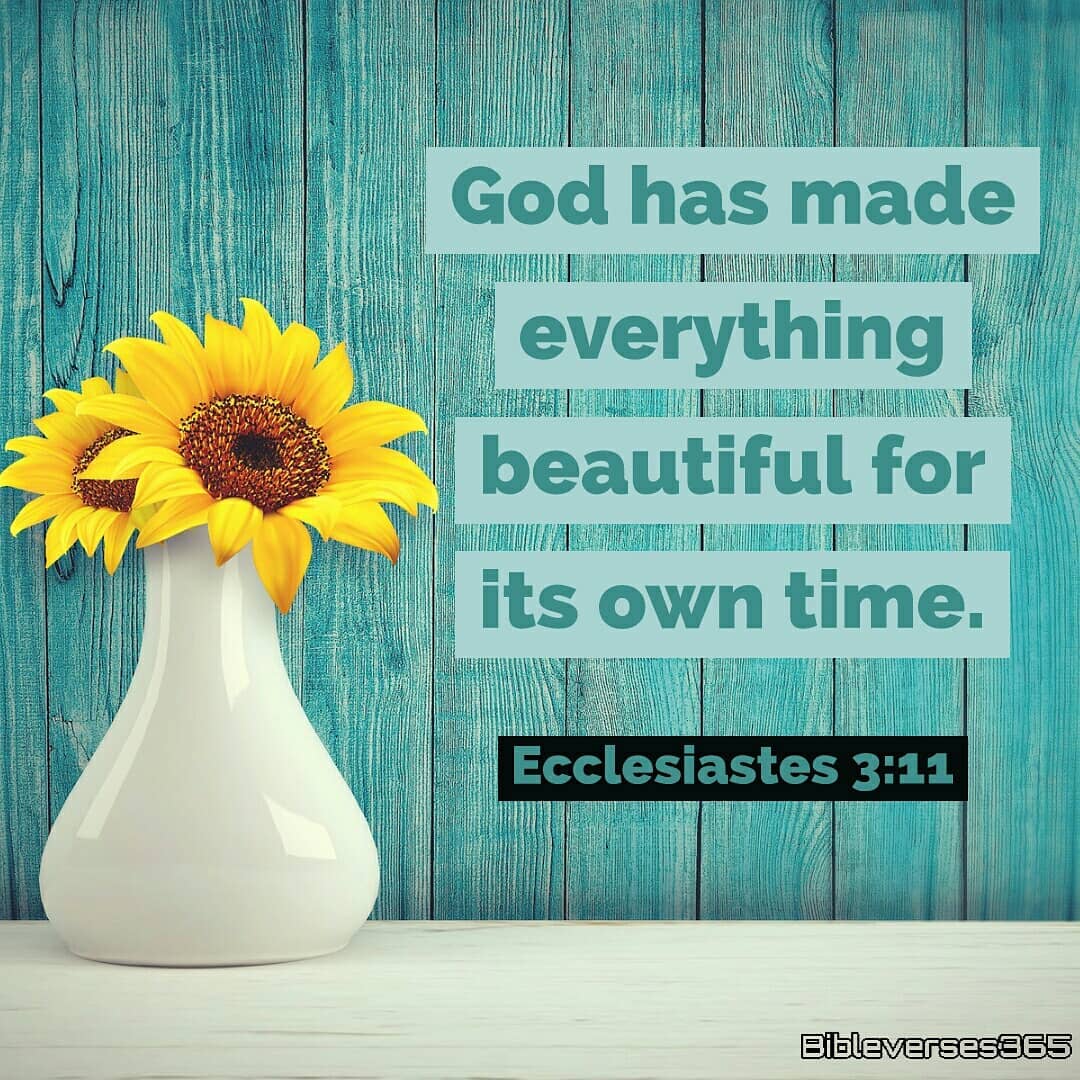 God has made
everything
beautiful for
its own time.
Ecclesiastes 3:11
Bibleverses365